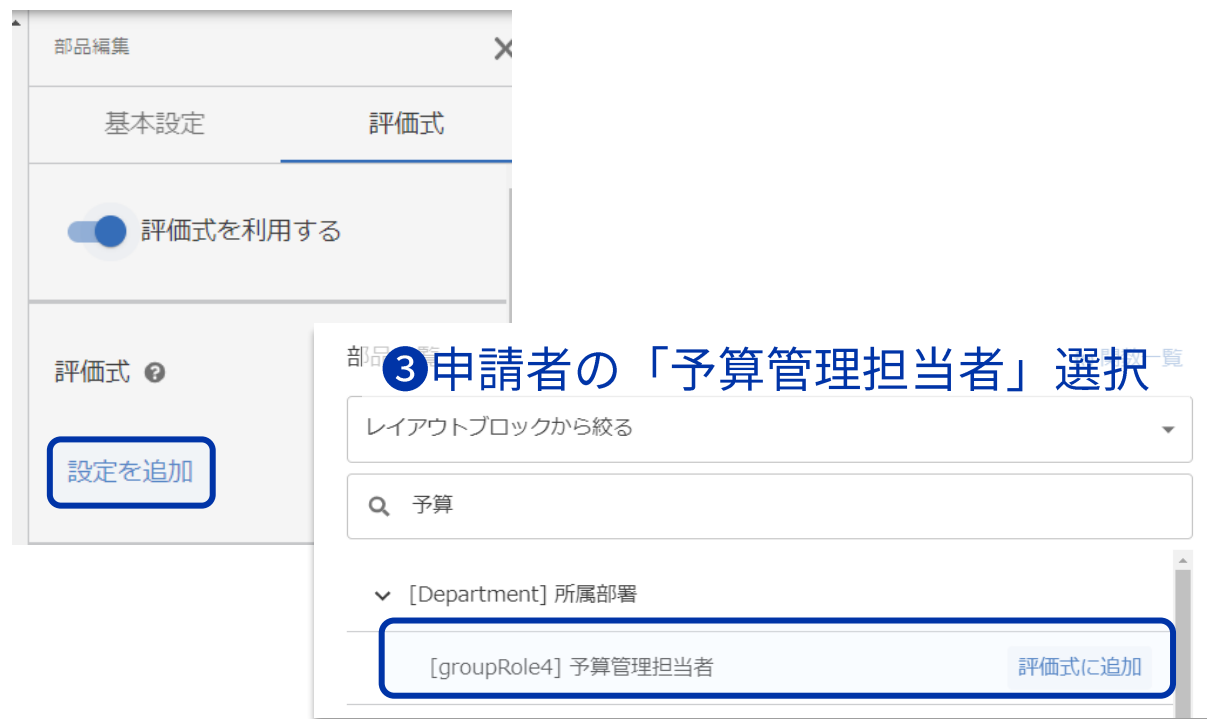 部品編集
基本設定
評価式
評価式を利用する
評価式
設定を追加
❸申請者の「予算管理担当者」選択
レイアウトブロックから絞る
予算
[Department] 所属部署
[groupRole4] 予算管理担当者
評価式に追加